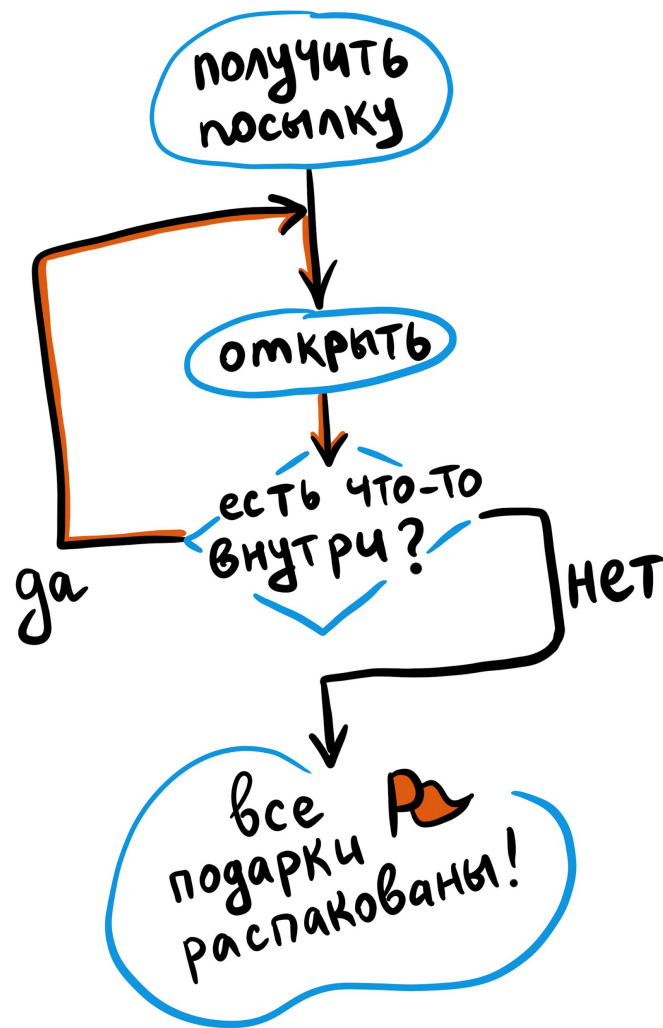 получить
посылку
открыть
есть что-то
внутри?
да
нет
все
подарки
распакованы!